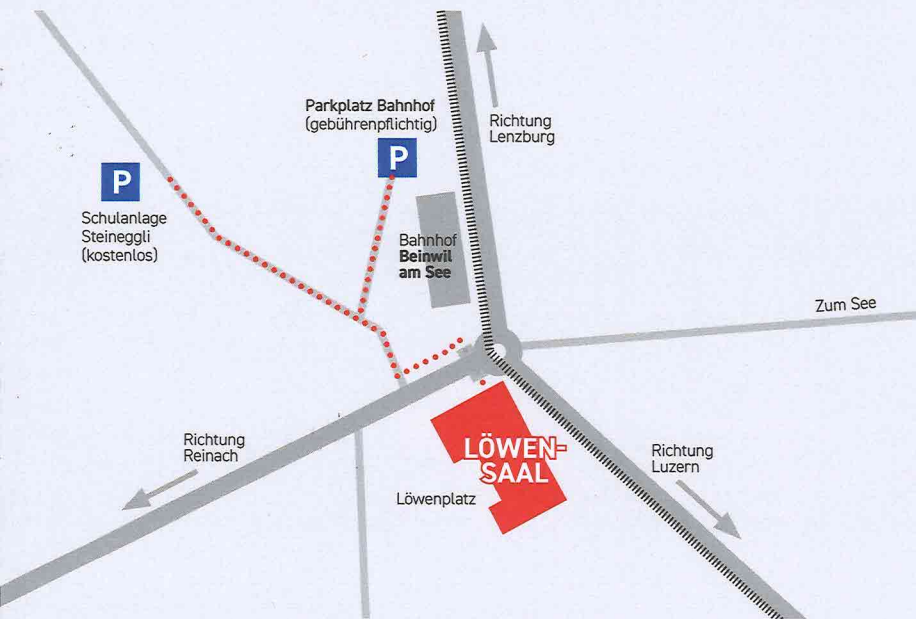 Parkplatz Bahnhof
(gebührenpflichtig)
P
Richtung
Lenzburg
P
Schulanlage
Steineggli
(kostenlos)
Bahnhof
Beinwil
am See
Zum See
Richtung
Reinach
LÖWEN-
SAAL
Richtung
Luzern
Löwenplatz